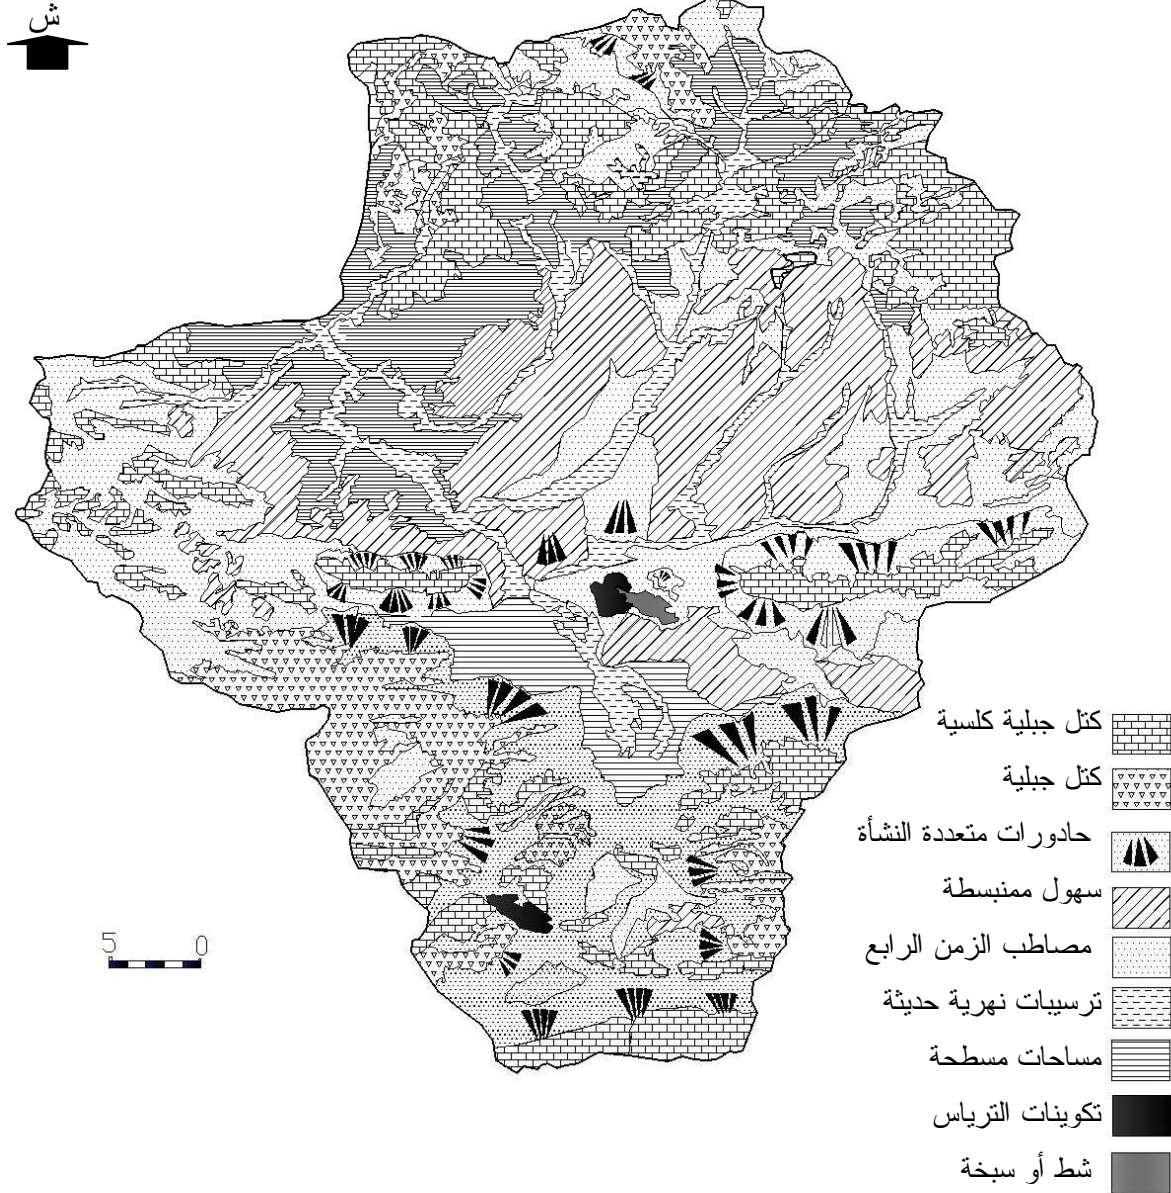 ش
كتل جبلية كلسية
كتل جبلية
حادورات متعددة النشأة
سهول ممنبسطة
مصاطب الزمن الرابع
ترسيبات نهرية حديثة
مساحات مسطحة
تكوينات الترياس
شط أو سبخة
5 0